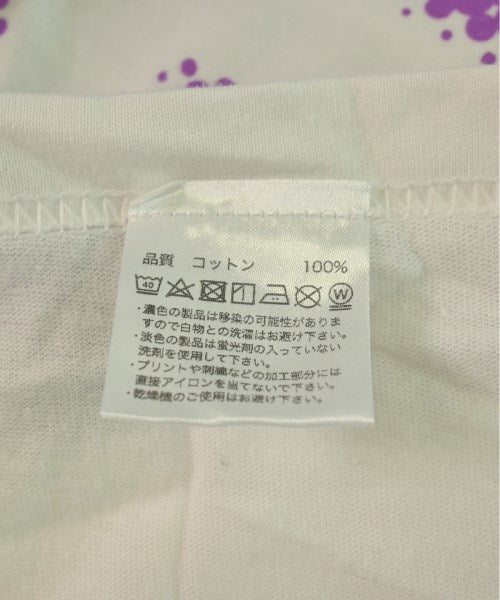 品質 コットン 100%
40 W
・濃色の製品は移染の可能性がありま
すので白物との洗濯はお避け下さい。
・淡色の製品は蛍光剤の入っていない
洗剤を使用して下さい。
・プリントや刺繍などの加工部分には
直接アイロンを当てないで下さい。
・乾燥機のご使用はお避け下さい。